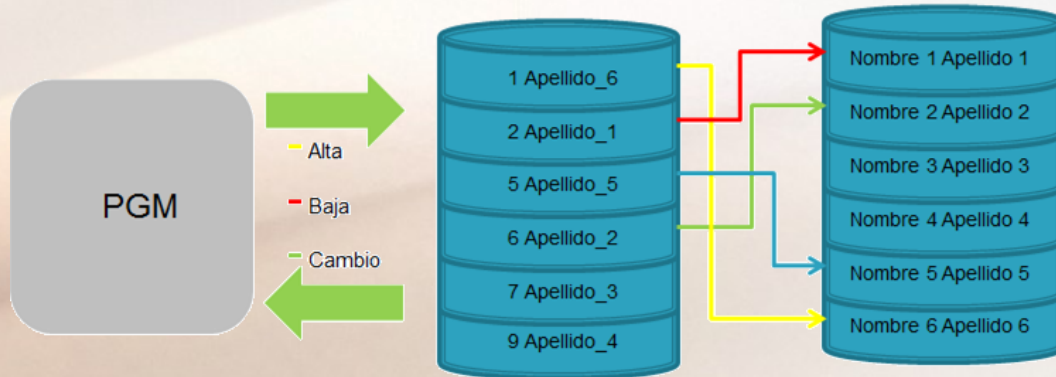 PGM
Alta
Baja
Cambio
1 Apellido_6
2 Apellido_1
5 Apellido_5
6 Apellido_2
7 Apellido_3
9 Apellido_4
Nombre 1 Apellido 1
Nombre 2 Apellido 2
Nombre 3 Apellido 3
Nombre 4 Apellido 4
Nombre 5 Apellido 5
Nombre 6 Apellido 6